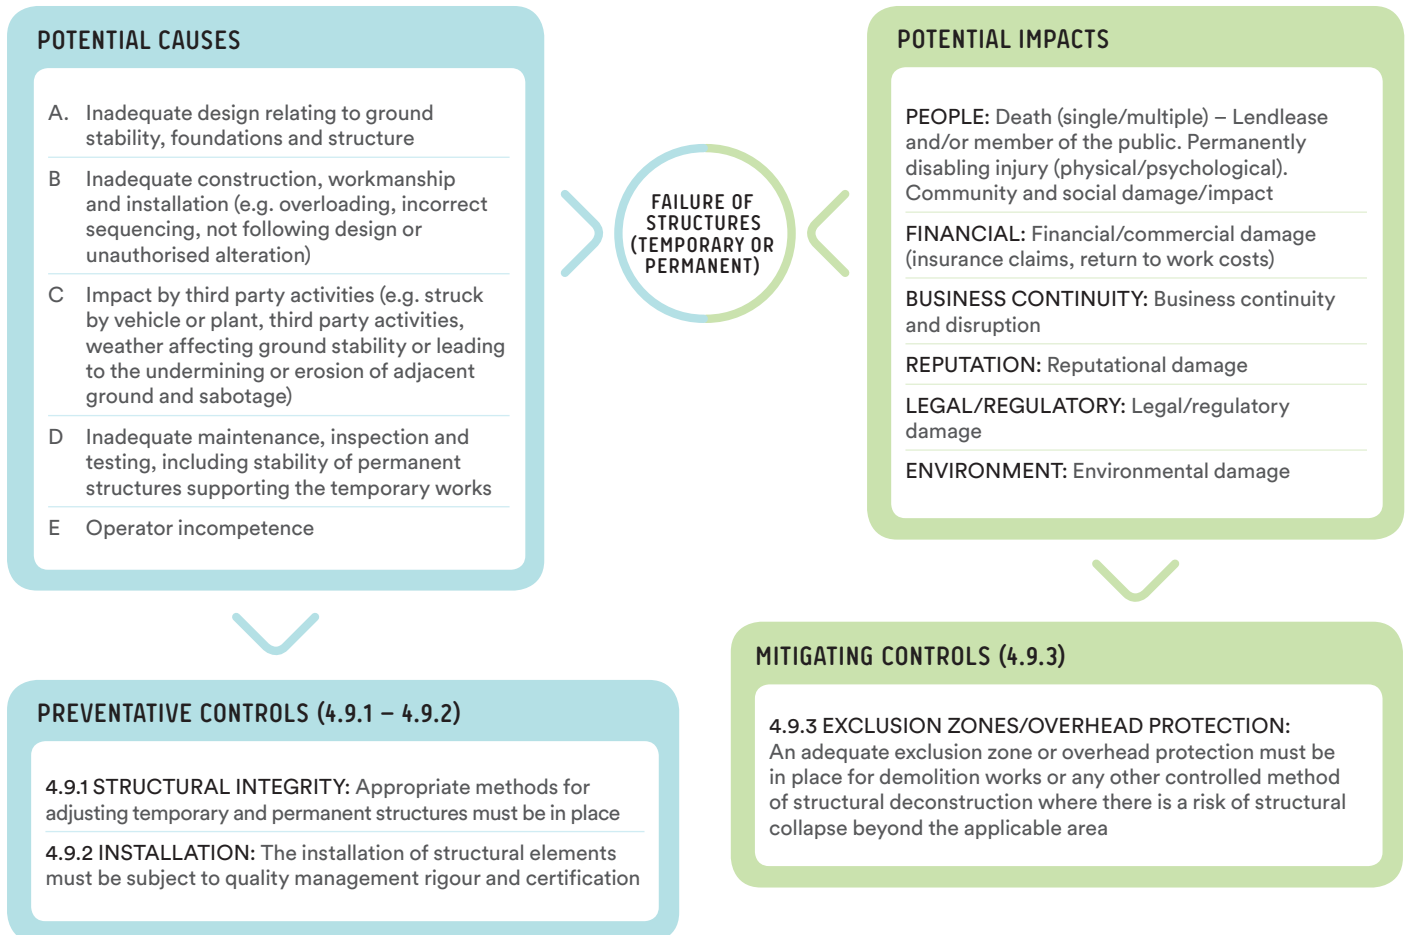 POTENTIAL CAUSES
A. Inadequate design relating to ground
stability, foundations and structure
B Inadequate construction, workmanship
and installation (e.g. overloading, incorrect
sequencing, not following design or
unauthorised alteration)
C Impact by third party activities (e.g. struck
by vehicle or plant, third party activities,
weather affecting ground stability or leading
to the undermining or erosion of adjacent
ground and sabotage)
D Inadequate maintenance, inspection and
testing, including stability of permanent
structures supporting the temporary works
E Operator incompetence
FAILURE OF
STRUCTURES
(TEMPORARY OR
PERMANENT)
POTENTIAL IMPACTS
PEOPLE: Death (single/multiple) – Lendlease
and/or member of the public. Permanently
disabling injury (physical/psychological).
Community and social damage/impact
FINANCIAL: Financial/commercial damage
(insurance claims, return to work costs)
BUSINESS CONTINUITY: Business continuity
and disruption
REPUTATION: Reputational damage
LEGAL/REGULATORY: Legal/regulatory
damage
ENVIRONMENT: Environmental damage
PREVENTATIVE CONTROLS (4.9.1 – 4.9.2)
4.9.1 STRUCTURAL INTEGRITY: Appropriate methods for
adjusting temporary and permanent structures must be in place
4.9.2 INSTALLATION: The installation of structural elements
must be subject to quality management rigour and certification
MITIGATING CONTROLS (4.9.3)
4.9.3 EXCLUSION ZONES/OVERHEAD PROTECTION:
An adequate exclusion zone or overhead protection must be
in place for demolition works or any other controlled method
of structural deconstruction where there is a risk of structural
collapse beyond the applicable area